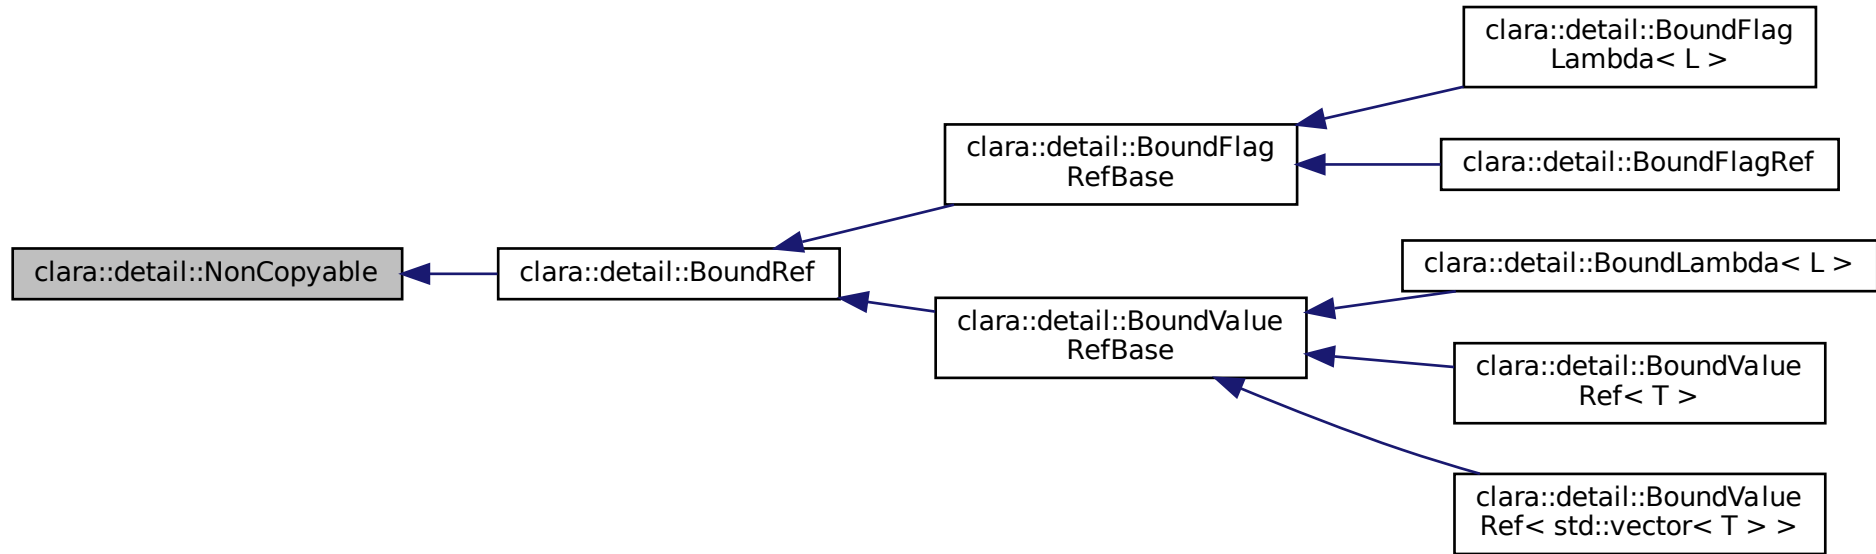 clara::detail::NonCopyable
clara::detail::BoundRef
clara::detail::BoundFlag
RefBase
clara::detail::BoundValue
RefBase
clara::detail::BoundFlag
Lambda< L >
clara::detail::BoundFlagRef
clara::detail::BoundLambda< L >
clara::detail::BoundValue
Ref< T >
clara::detail::BoundValue
Ref< std::vector< T > >